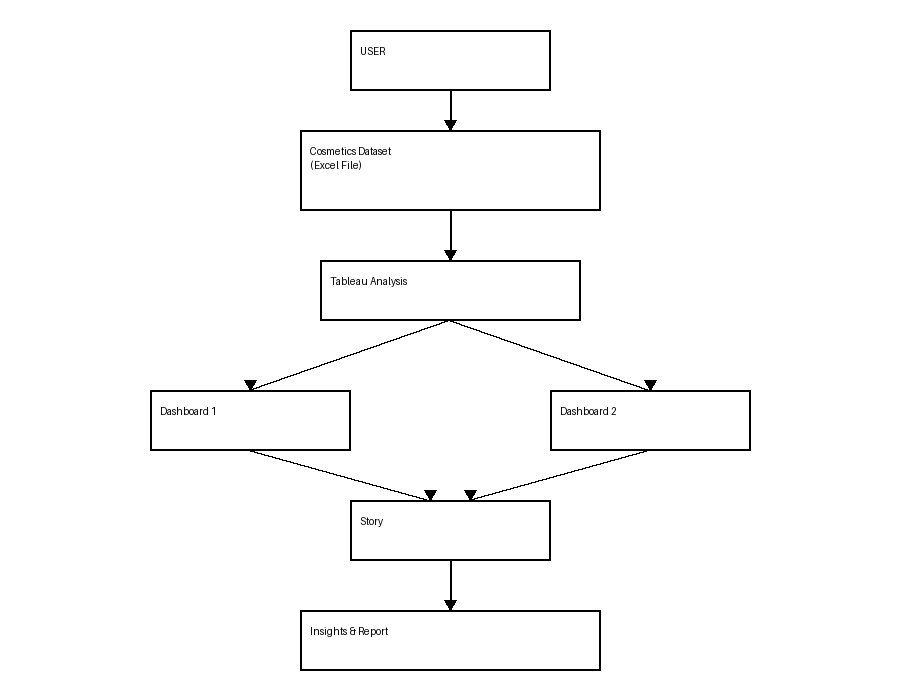 USER
Cosmetics Dataset
(Excel File)
Tableau Analysis
Dashboard 1
Dashboard 2
Story
Insights & Report